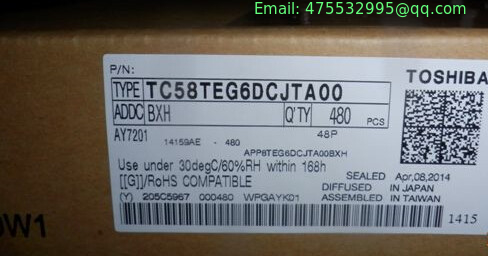 Email: 475532995@qq.com
P/N:
TYPE TC58TEG6DCJTA00
TOSHIBA
ADDC BXH Q'TY 480 PCS
AY7201 48P
14159AE - 480
APP6TEG6DCJTA00BXH
Use under 30degC/60%RH within 168h
[[G]]/RoHS COMPATIBLE
SEALED Apr,08,2014
DIFFUSED IN JAPAN
ASSEMBLED IN TAIWAN
(Y) 205C5967 000480 WPGAYK01
1415
0W1